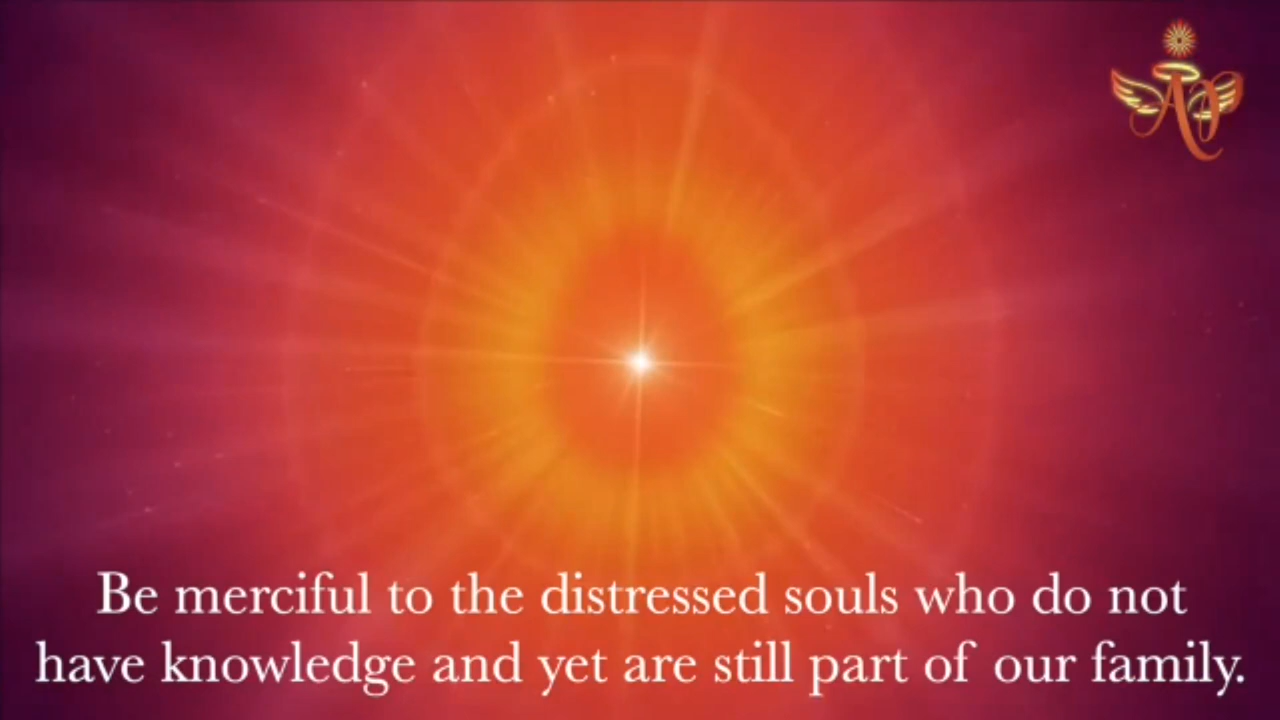 Be merciful to the distressed souls who do not
have knowledge and yet are still part of our family.